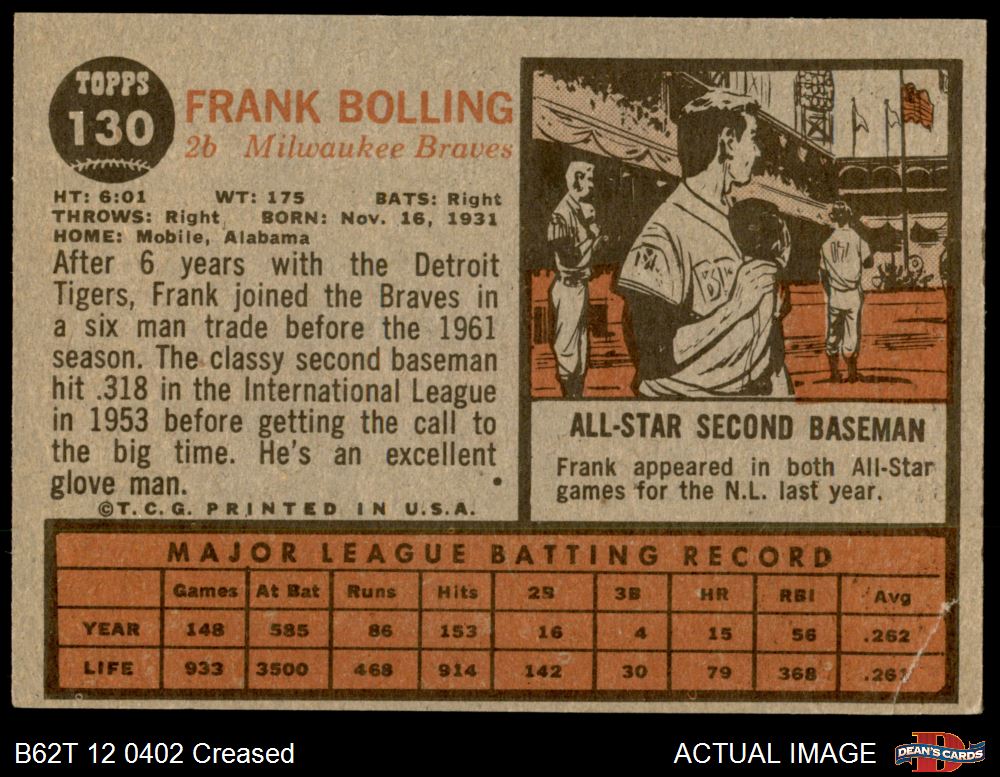 TOPPS
130
FRANK BOLLING
2b Milwaukee Braves
HT: 6:01 WT: 175 BATS: Right
THROWS: Right BORN: Nov. 16, 1931
HOME: Mobile, Alabama
After 6 years with the Detroit
Tigers, Frank joined the Braves in
a six man trade before the 1961
season. The classy second baseman
hit .318 in the International League
in 1953 before getting the call to
the big time. He's an excellent
glove man.
©T.C.G. PRINTED IN U.S.A.
ALL-STAR SECOND BASEMAN
Frank appeared in both All-Star
games for the N.L. last year.
MAJOR LEAGUE BATTING RECORD
Games At Bat Runs Hits 2B 3B HR RBI Avg
YEAR 148 585 86 153 16 4 15 56 .262
LIFE 933 3500 468 914 142 30 79 368 .261
B62T 12 0402 Creased
ACTUAL IMAGE
DEAN'S CARDS